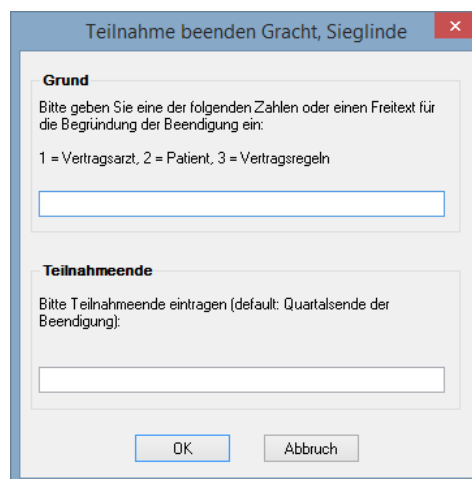 Teilnahme beenden Gracht, Sieglinde
Grund
Bitte geben Sie eine der folgenden Zahlen oder einen Freitext für
die Begründung der Beendigung ein:
1 = Vertragsarzt, 2 = Patient, 3 = Vertragsregeln
Teilnahmeende
Bitte Teilnahmeende eintragen (default: Quartalsende der
Beendigung):
OK
Abbruch